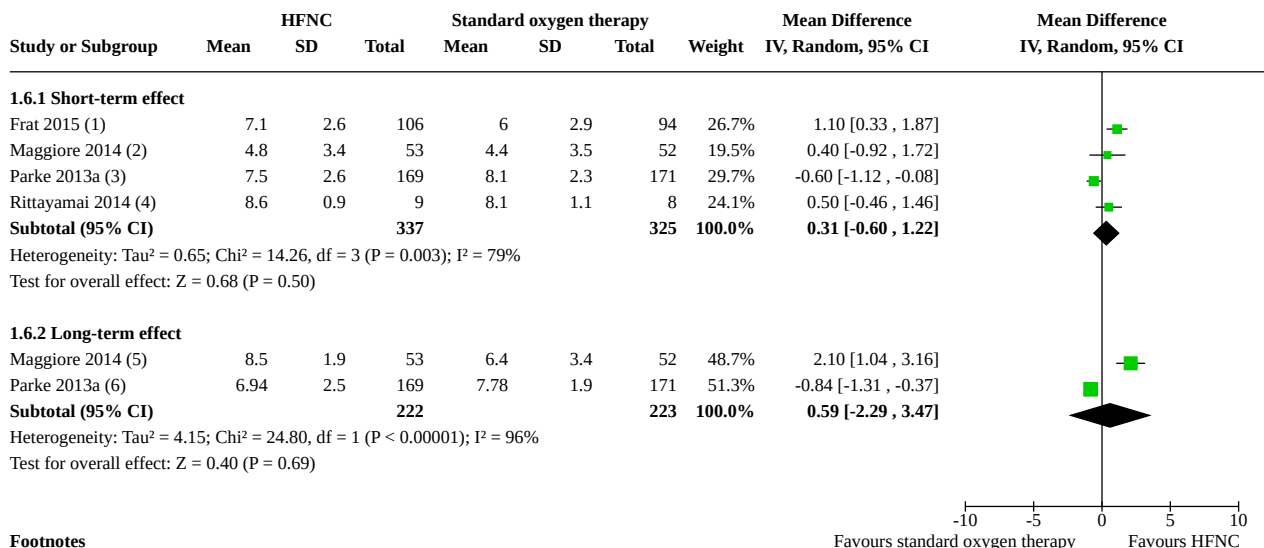 HFNC Standard oxygen therapy Mean Difference Mean Difference
Study or Subgroup Mean SD Total Mean SD Total Weight IV, Random, 95% CI IV, Random, 95% CI
1.6.1 Short-term effect
Frat 2015 (1) 7.1 2.6 106 6 2.9 94 26.7% 1.10 [0.33 , 1.87]
Maggiore 2014 (2) 4.8 3.4 53 4.4 3.5 52 19.5% 0.40 [-0.92 , 1.72]
Parke 2013a (3) 7.5 2.6 169 8.1 2.3 171 29.7% -0.60 [-1.12 , -0.08]
Rittayamai 2014 (4) 8.6 0.9 9 8.1 1.1 8 24.1% 0.50 [-0.46 , 1.46]
Subtotal (95% CI) 337 325 100.0% 0.31 [-0.60 , 1.22]
Heterogeneity: Tau² = 0.65; Chi² = 14.26, df = 3 (P = 0.003); I² = 79%
Test for overall effect: Z = 0.68 (P = 0.50)
1.6.2 Long-term effect
Maggiore 2014 (5) 8.5 1.9 53 6.4 3.4 52 48.7% 2.10 [1.04 , 3.16]
Parke 2013a (6) 6.94 2.5 169 7.78 1.9 171 51.3% -0.84 [-1.31 , -0.37]
Subtotal (95% CI) 222 223 100.0% 0.59 [-2.29 , 3.47]
Heterogeneity: Tau² = 4.15; Chi² = 24.80, df = 1 (P < 0.00001); I² = 96%
Test for overall effect: Z = 0.40 (P = 0.69)
-10 -5 0 5 10
Footnotes Favours standard oxygen therapy Favours HFNC